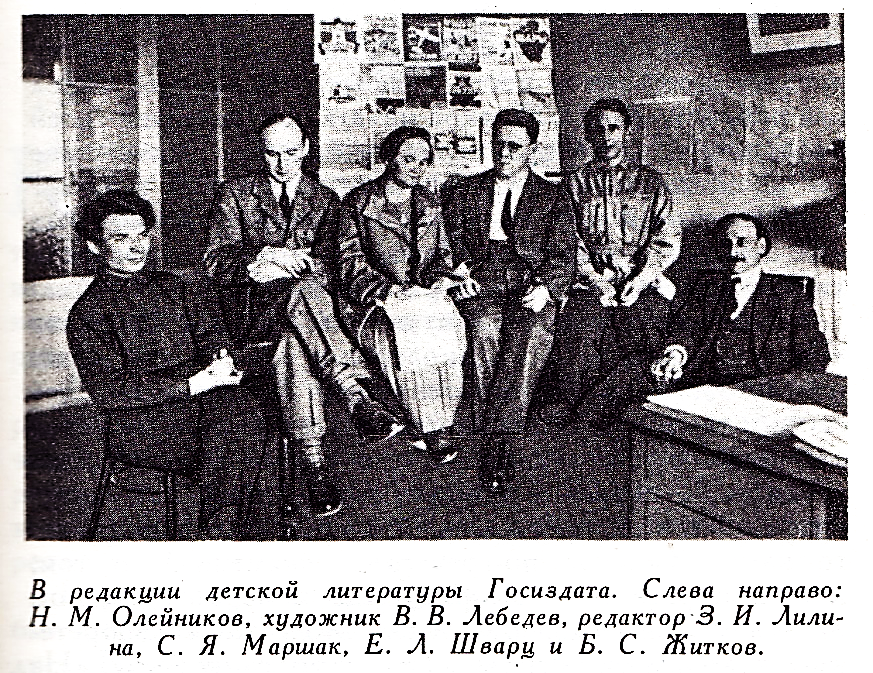 В редакции детской литературы Госиздата. Слева направо:
Н. М. Олейников, художник В. В. Лебедев, редактор З. И. Лили-
на, С. Я. Маршак, Е. Л. Шварц и Б. С. Житков.